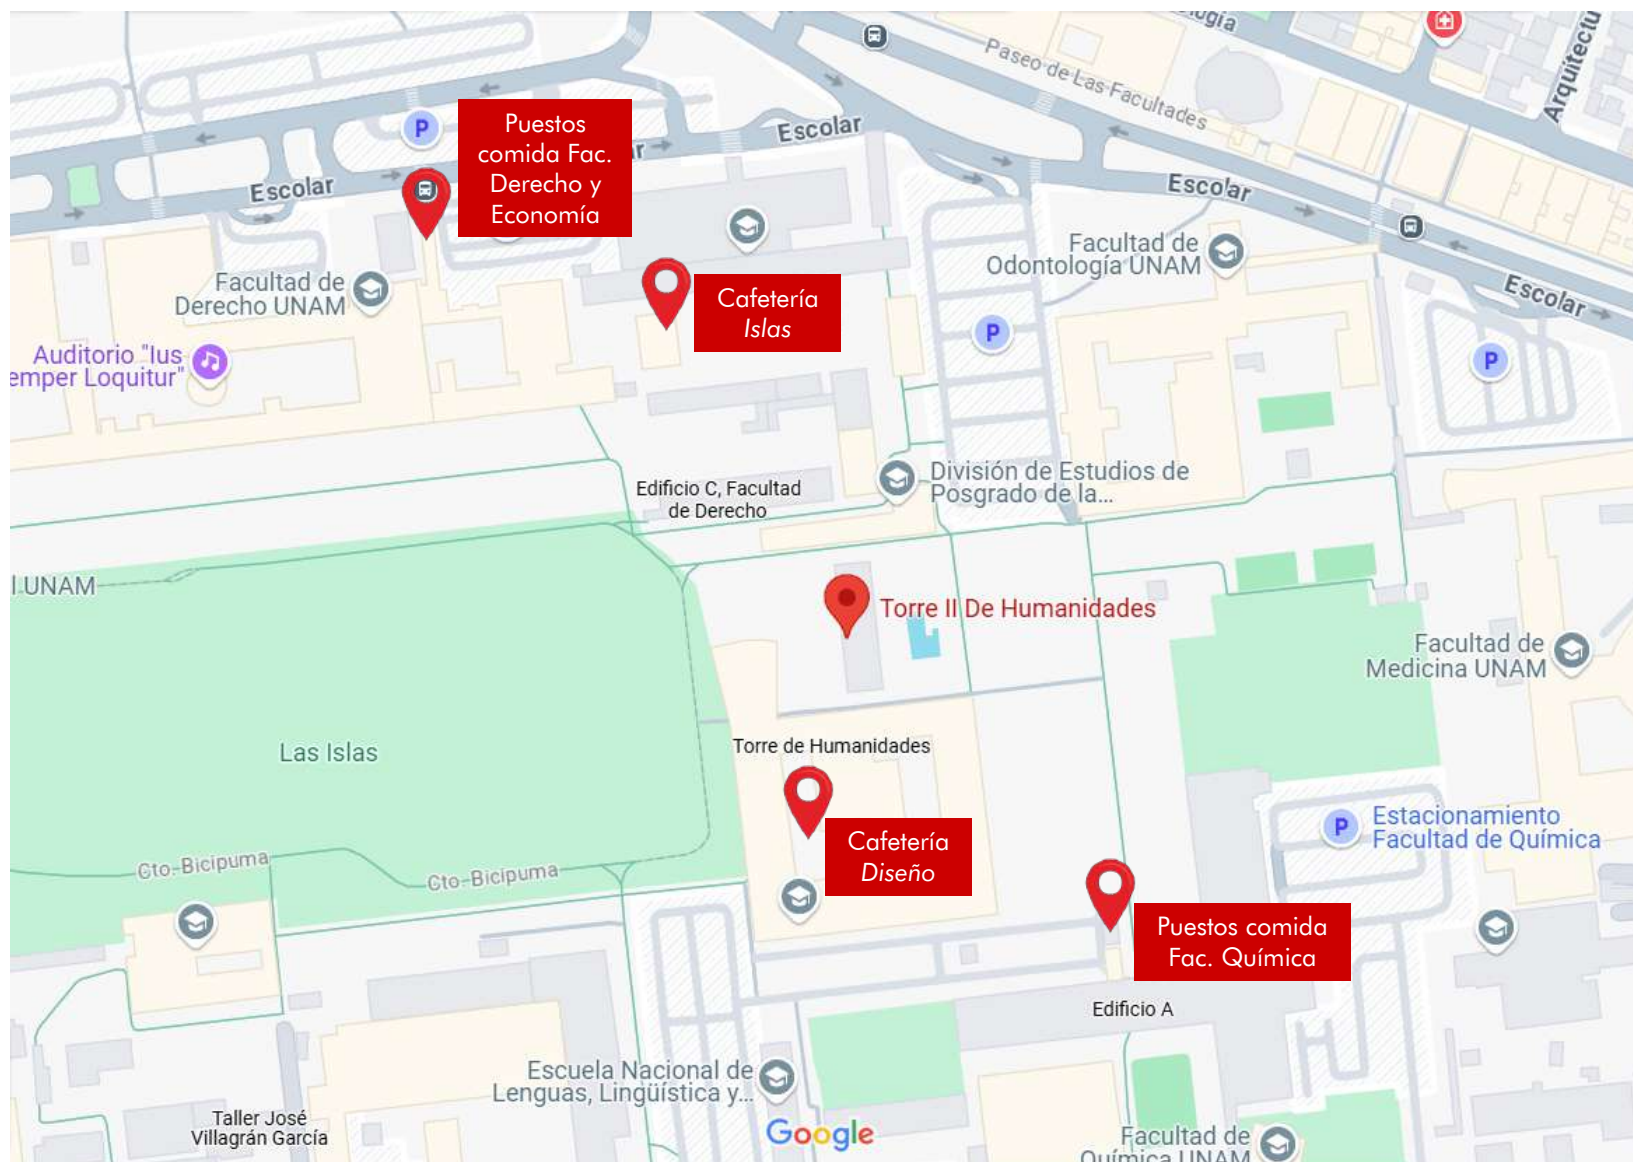 ología
Paseo de Las Facultades
Arquitectu
P
Puestos
comida Fac.
Derecho y
Economía
Escolar
Escolar
r
Escolar
Escolar
Facultad de
Derecho UNAM
Facultad de
Odontología UNAM
Cafetería
Islas
P
P
Auditorio "Ius
emper Loquitur"
Edificio C, Facultad
de Derecho
División de Estudios de
Posgrado de la...
l UNAM
Torre II De Humanidades
Facultad de
Medicina UNAM
Las Islas
Torre de Humanidades
Cafetería
Diseño
P
Estacionamiento
Facultad de Química
Cto-Bicipuma
Cto-Bicipuma
Puestos comida
Fac. Química
Edificio A
Escuela Nacional de
Lenguas, Lingüística y...
Taller José
Villagrán García
Google
Facultad de
Química UNAM